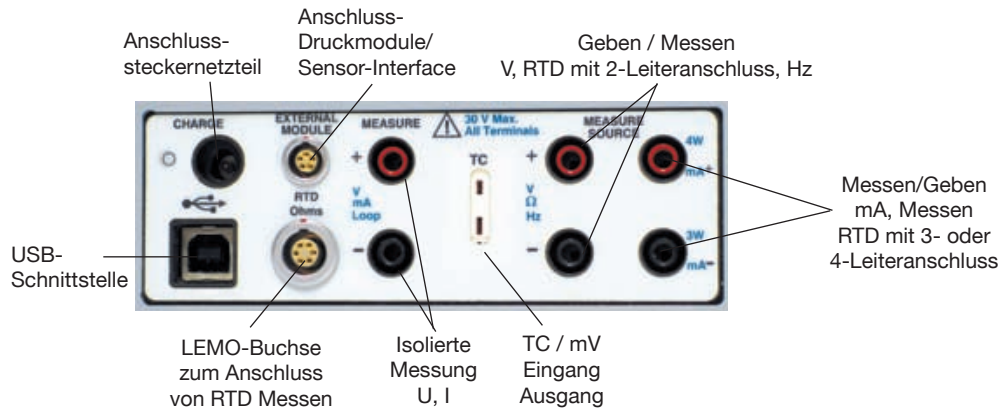 Anschluss-
steckernetzteil
Anschluss-
Druckmodule/
Sensor-Interface
Geben / Messen
V, RTD mit 2-Leiteranschluss, Hz
CHARGE
EXTERNAL
MODULE
MEASURE
30 V Max.
All Terminals
MEASURE
SOURCE
TC
4W
mA+
RTD
Ohms
V
mA
Loop
V
Ω
Hz
3W
mA-
+
-
+
-
USB-
Schnittstelle
Messen/Geben
mA, Messen
RTD mit 3- oder
4-Leiteranschluss
LEMO-Buchse
zum Anschluss
von RTD Messen
Isolierte
Messung
U, I
TC / mV
Eingang
Ausgang